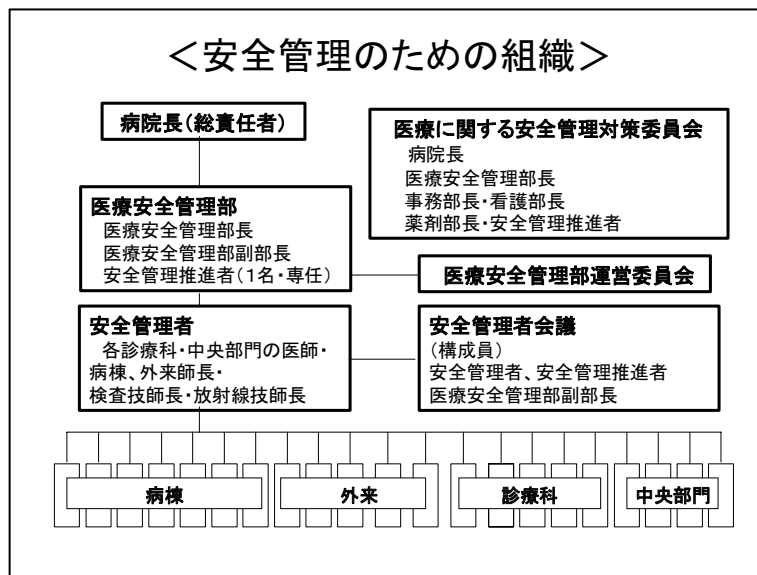 ＜安全管理のための組織＞
病院長（総責任者）
医療に関する安全管理対策委員会
病院長
医療安全管理部長
事務部長・看護部長
薬剤部長・安全管理推進者
医療安全管理部
医療安全管理部長
医療安全管理部副部長
安全管理推進者（１名・専任）
医療安全管理部運営委員会
安全管理者
各診療科・中央部門の医師・
病棟、外来師長・
検査技師長・放射線技師長
安全管理者会議
（構成員）
安全管理者、安全管理推進者
医療安全管理部副部長
病棟
外来
診療科
中央部門